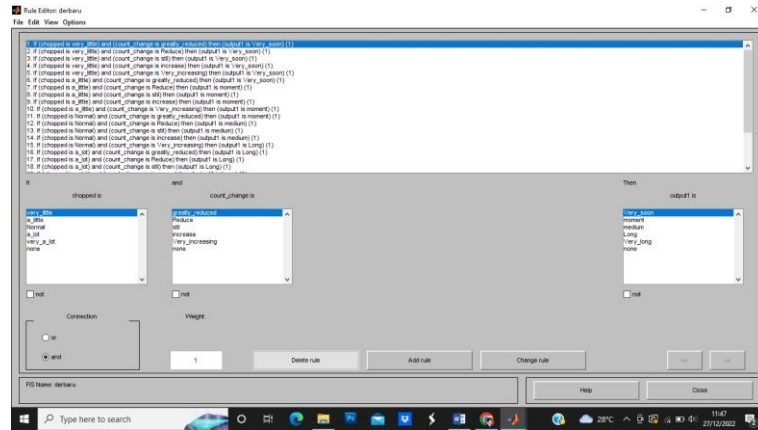 Rule Editor: derbaru
File Edit View Options
1. If (chopped is very_little) and (count_change is greatly_reduced) then (output1 is Very_soon) (1)
2. If (chopped is very_little) and (count_change is Reduce) then (output1 is Very_soon) (1)
3. If (chopped is very_little) and (count_change is still) then (output1 is Very_soon) (1)
4. If (chopped is very_little) and (count_change is increase) then (output1 is Very_soon) (1)
5. If (chopped is very_little) and (count_change is Very_increasing) then (output1 is Very_soon) (1)
6. If (chopped is a_little) and (count_change is greatly_reduced) then (output1 is Very_soon) (1)
7. If (chopped is a_little) and (count_change is Reduce) then (output1 is moment) (1)
8. If (chopped is a_little) and (count_change is still) then (output1 is moment) (1)
9. If (chopped is a_little) and (count_change is increase) then (output1 is moment) (1)
10. If (chopped is a_little) and (count_change is Very_increasing) then (output1 is moment) (1)
11. If (chopped is Normal) and (count_change is greatly_reduced) then (output1 is moment) (1)
12. If (chopped is Normal) and (count_change is Reduce) then (output1 is medium) (1)
13. If (chopped is Normal) and (count_change is still) then (output1 is medium) (1)
14. If (chopped is Normal) and (count_change is increase) then (output1 is medium) (1)
15. If (chopped is Normal) and (count_change is Very_increasing) then (output1 is Long) (1)
16. If (chopped is a_lot) and (count_change is greatly_reduced) then (output1 is Long) (1)
17. If (chopped is a_lot) and (count_change is Reduce) then (output1 is Long) (1)
18. If (chopped is a_lot) and (count_change is still) then (output1 is Long) (1)
If and Then
chopped is count_change is output1 is
very_little greatly_reduced Very_soon
a_little Reduce moment
Normal still medium
a_lot increase Long
very_a_lot Very_increasing Very_long
none none none
not not not
Connection Weight:
or
and 1 Delete rule Add rule Change rule << >>
FIS Name: derbaru Help Close
Type here to search 28°C 11:47
27/12/2022